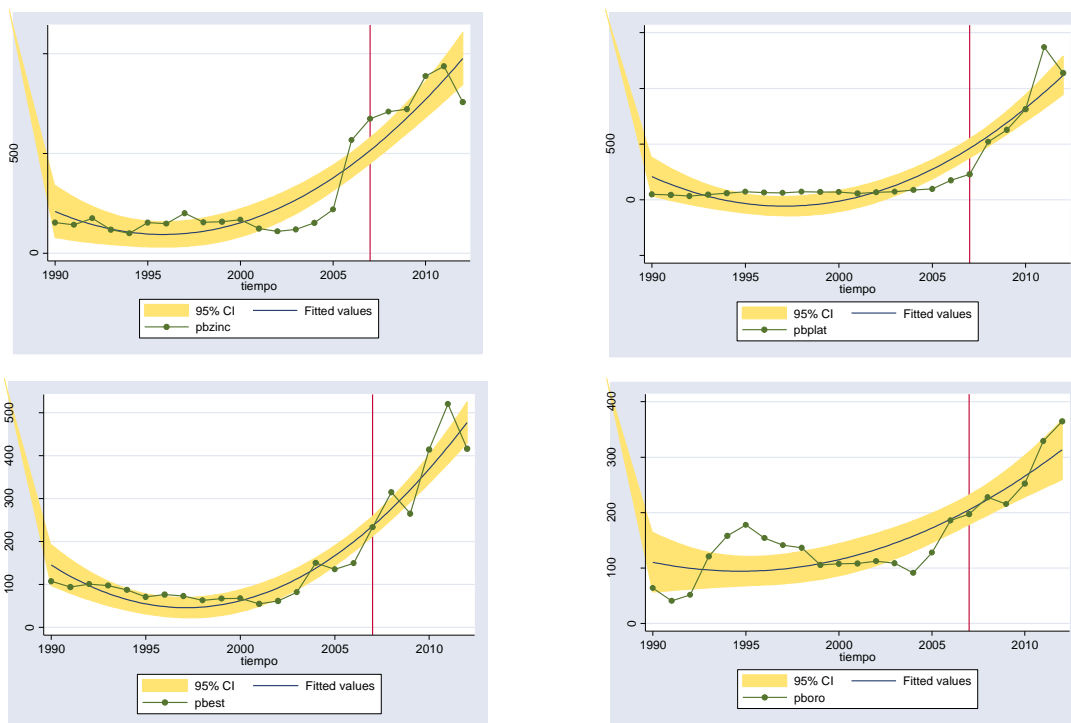 500
0
1990 1995 2000 2005 2010
tiempo
95% CI Fitted values
pbzinc
500
0
1990 1995 2000 2005 2010
tiempo
95% CI Fitted values
pbplat
500
400
300
200
100
0
1990 1995 2000 2005 2010
tiempo
95% CI Fitted values
pbest
400
300
200
100
0
1990 1995 2000 2005 2010
tiempo
95% CI Fitted values
pboro